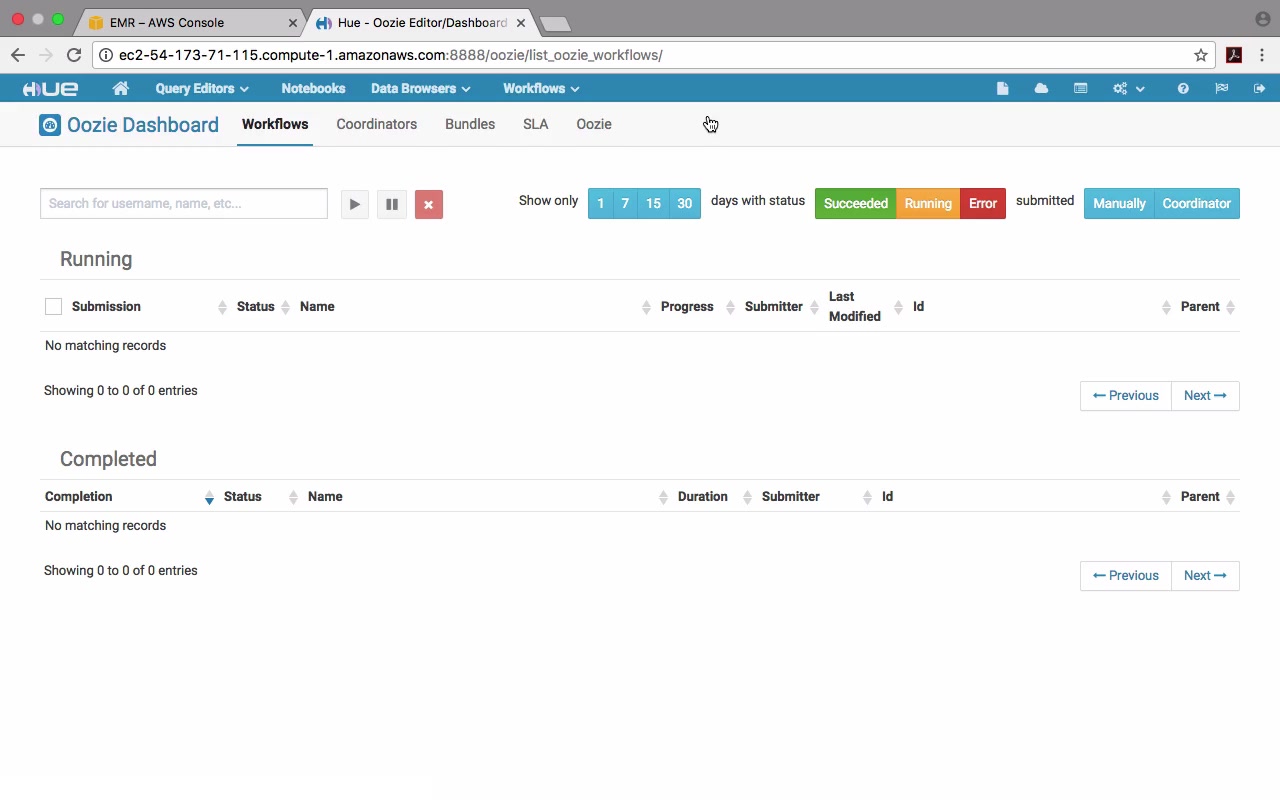 EMR – AWS Console
Hue - Oozie Editor/Dashboard
ec2-54-173-71-115.compute-1.amazonaws.com:8888/oozie/list_oozie_workflows/
HUE Query Editors Notebooks Data Browsers Workflows
Oozie Dashboard Workflows Coordinators Bundles SLA Oozie
Search for username, name, etc... Show only 1 7 15 30 days with status Succeeded Running Error submitted Manually Coordinator
Running
Submission Status Name Progress Submitter Last Modified Id Parent
No matching records
Showing 0 to 0 of 0 entries
← Previous Next →
Completed
Completion Status Name Duration Submitter Id Parent
No matching records
Showing 0 to 0 of 0 entries
← Previous Next →